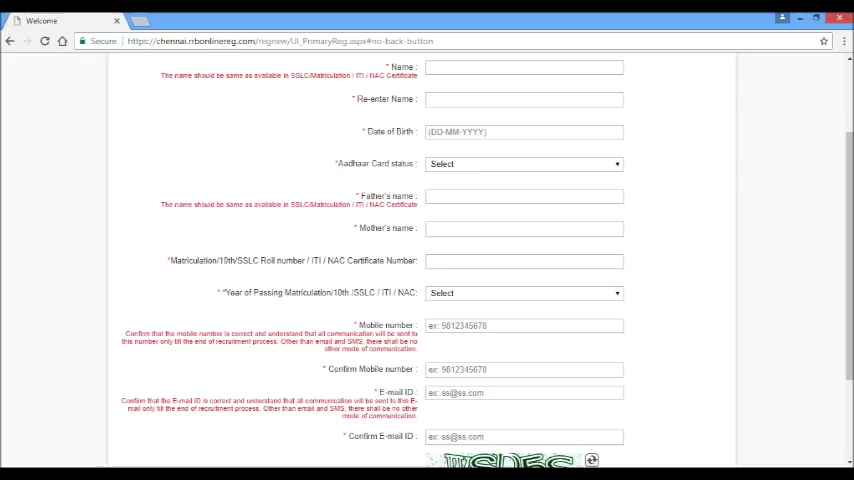 Welcome
Secure
https://chennai.rrbonlinereg.com/regnew/UI_PrimaryReg.aspx#no-back-button
* Name :
The name should be same as available in SSLC/Matriculation / ITI / NAC Certificate
* Re-enter Name :
* Date of Birth :
(DD-MM-YYYY)
*Aadhaar Card status :
Select
* Father's name :
The name should be same as available in SSLC/Matriculation / ITI / NAC Certificate
* Mother's name :
*Matriculation/10th/SSLC Roll number / ITI / NAC Certificate Number:
* *Year of Passing Matriculation/10th /SSLC / ITI / NAC:
Select
* Mobile number :
ex: 9812345678
Confirm that the mobile number is correct and understand that all communication will be sent to
this number only till the end of recruitment process. Other than email and SMS, there shall be no
other mode of communication.
* Confirm Mobile number :
ex: 9812345678
* E-mail ID :
ex: ss@ss.com
Confirm that the E-mail ID is correct and understand that all communication will be sent to this E-
mail only till the end of recruitment process. Other than email and SMS, there shall be no other
mode of communication.
* Confirm E-mail ID :
ex: ss@ss.com